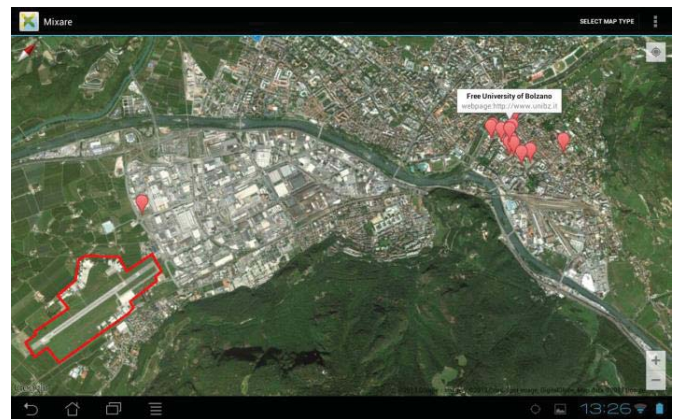 Mixare
SELECT MAP TYPE
Free University of Bolzano
webpage:http://www.unibz.it
+
−
13:26